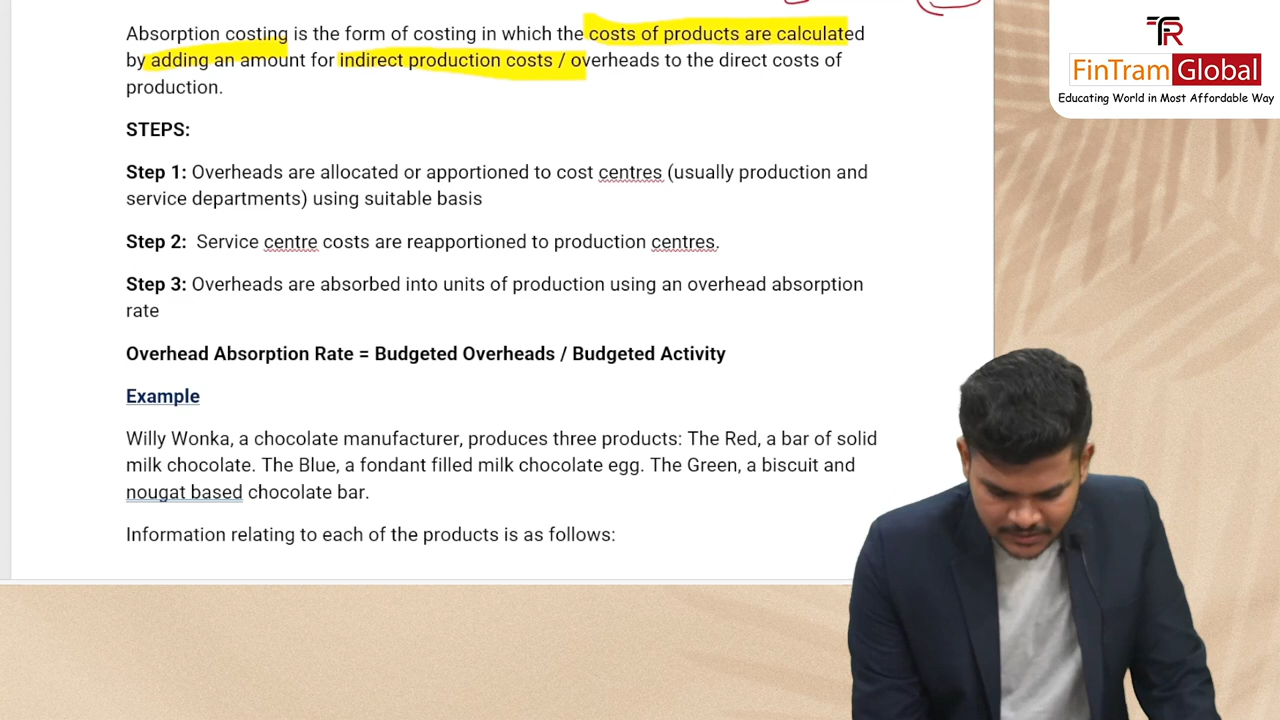 Absorption costing is the form of costing in which the costs of products are calculated
by adding an amount for indirect production costs / overheads to the direct costs of
production.
STEPS:
Step 1: Overheads are allocated or apportioned to cost centres (usually production and
service departments) using suitable basis
Step 2: Service centre costs are reapportioned to production centres.
Step 3: Overheads are absorbed into units of production using an overhead absorption
rate
Overhead Absorption Rate = Budgeted Overheads / Budgeted Activity
Example
Willy Wonka, a chocolate manufacturer, produces three products: The Red, a bar of solid
milk chocolate. The Blue, a fondant filled milk chocolate egg. The Green, a biscuit and
nougat based chocolate bar.
Information relating to each of the products is as follows:
FinTram Global
Educating World in Most Affordable Way